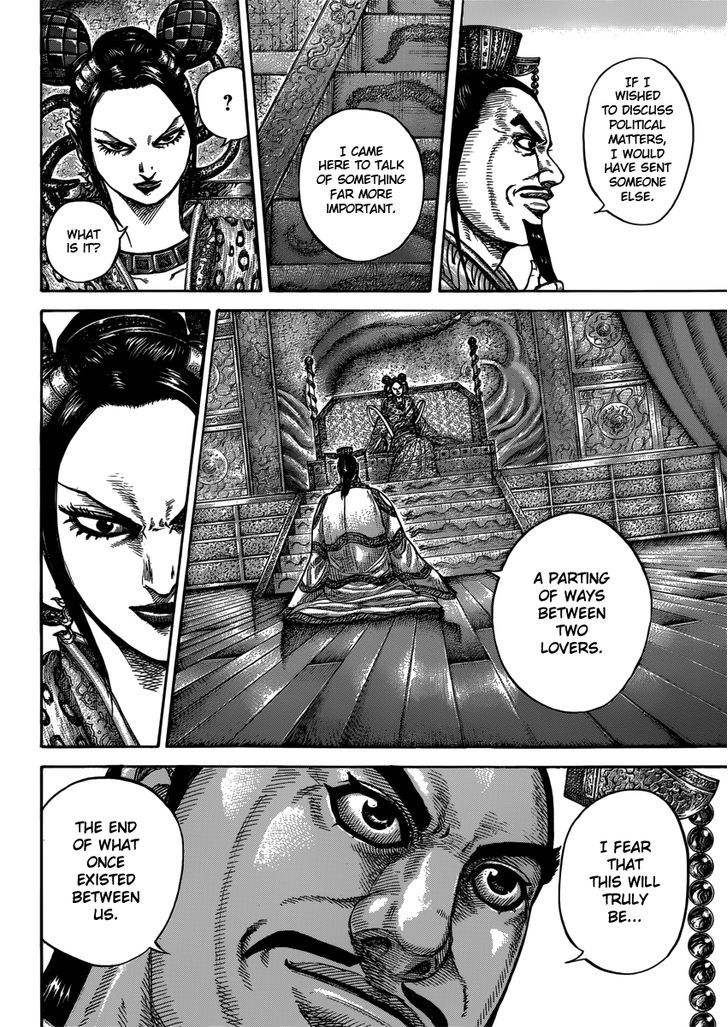 IF I
WISHED
TO DISCUSS
POLITICAL
MATTERS,
I WOULD
HAVE SENT
SOMEONE
ELSE.
I CAME
HERE TO TALK
OF SOMETHING
FAR MORE
IMPORTANT.
?
WHAT
IS IT?
A PARTING
OF WAYS
BETWEEN
TWO
LOVERS.
I FEAR
THAT
THIS WILL
TRULY
BE...
THE END
OF WHAT
ONCE
EXISTED
BETWEEN
US.